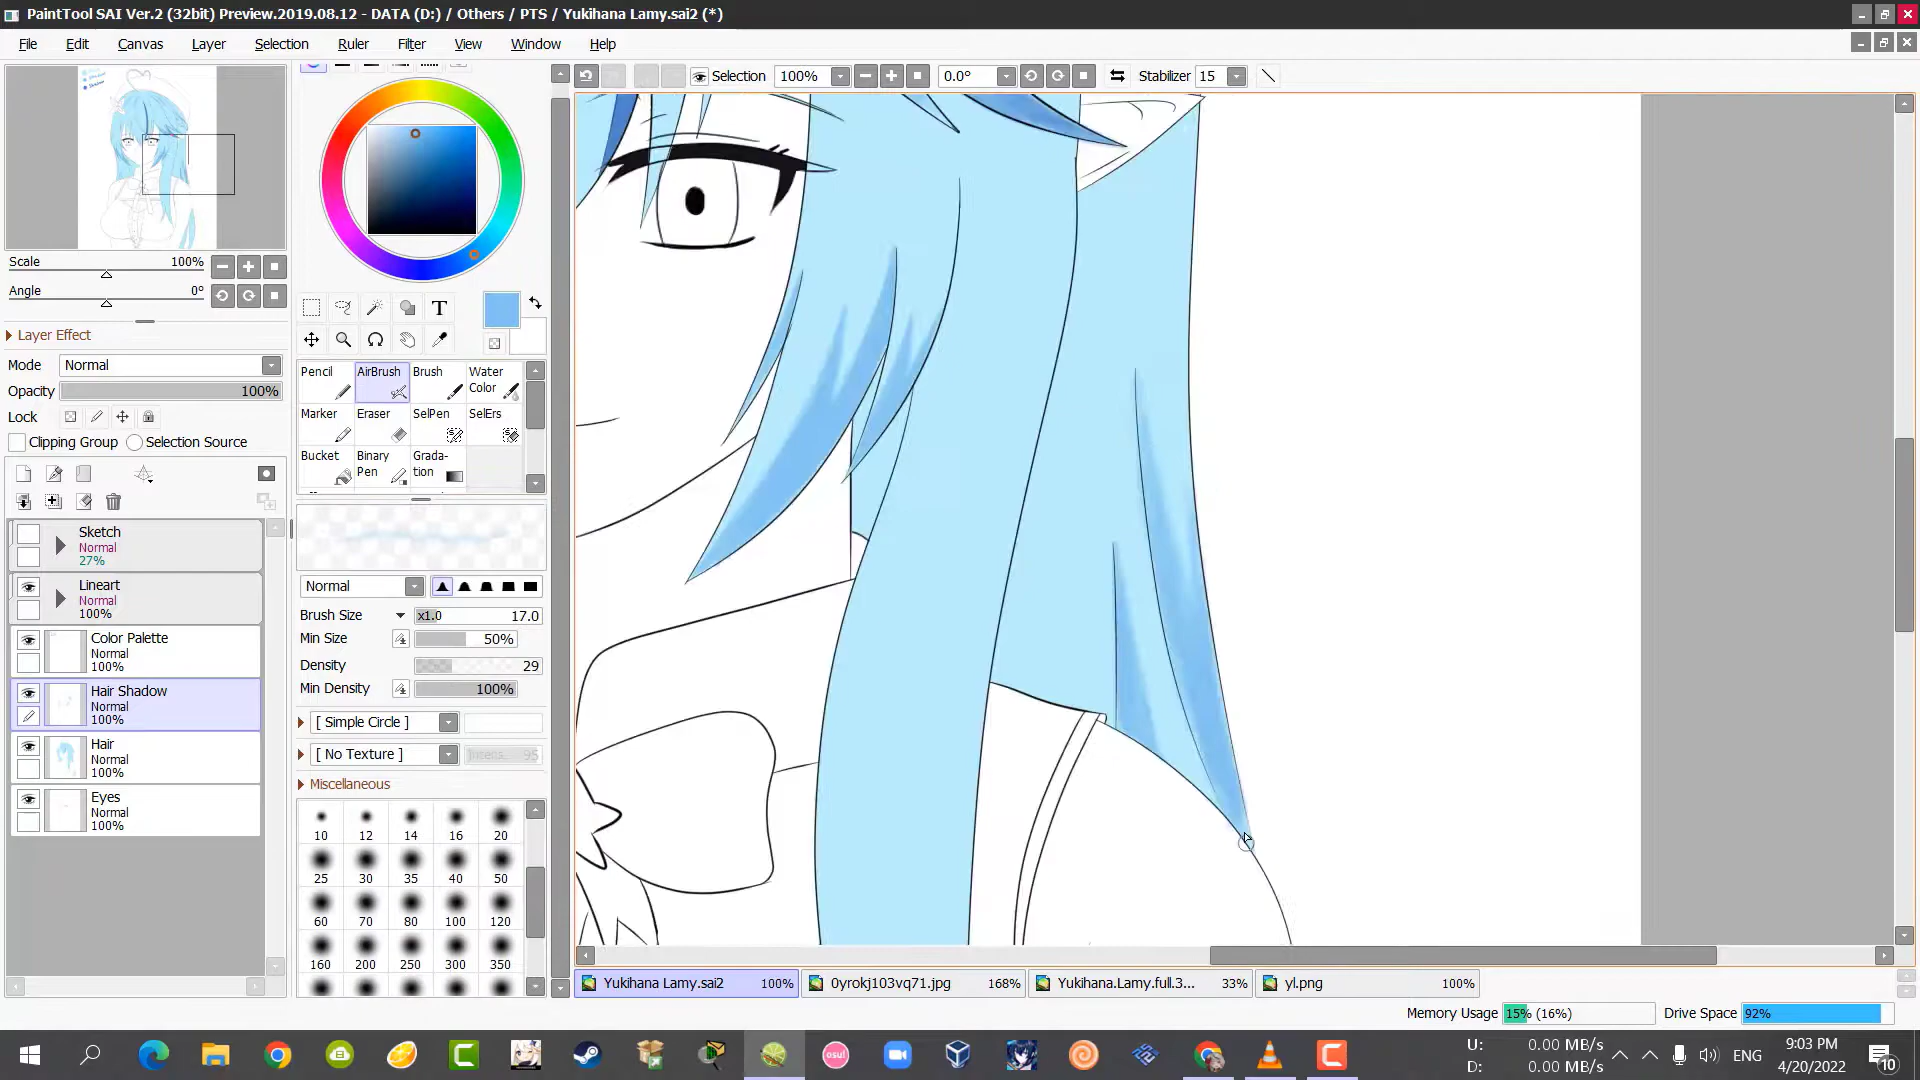 PaintTool SAI Ver.2 (32bit) Preview.2019.08.12 - DATA (D:) / Others / PTS / Yukihana Lamy.sai2 (*)
File Edit Canvas Layer Selection Ruler Filter View Window Help
Selection 100% 0.0° Stabilizer 15
Scale 100%
Angle 0°
Layer Effect
Mode Normal
Opacity 100%
Lock
Clipping Group Selection Source
Sketch
Normal
27%
Lineart
Normal
100%
Color Palette
Normal
100%
Hair Shadow
Normal
100%
Hair
Normal
100%
Eyes
Normal
100%
T
Pencil AirBrush Brush Water Color
Marker Eraser SelPen SelErs
Bucket Binary Pen Grada-tion
Normal
Brush Size x1.0 17.0
Min Size 50%
Density 29
Min Density 100%
[ Simple Circle ]
[ No Texture ] 95
Miscellaneous
10 12 14 16 20
25 30 35 40 50
60 70 80 100 120
160 200 250 300 350
Yukihana Lamy.sai2 100% 0yrokj103vq71.jpg 168% Yukihana.Lamy.full.3... 33% yl.png 100%
Memory Usage 15% (16%) Drive Space 92%
osu!
U: 0.00 MB/s
D: 0.00 MB/s
ENG
9:03 PM
4/20/2022
10